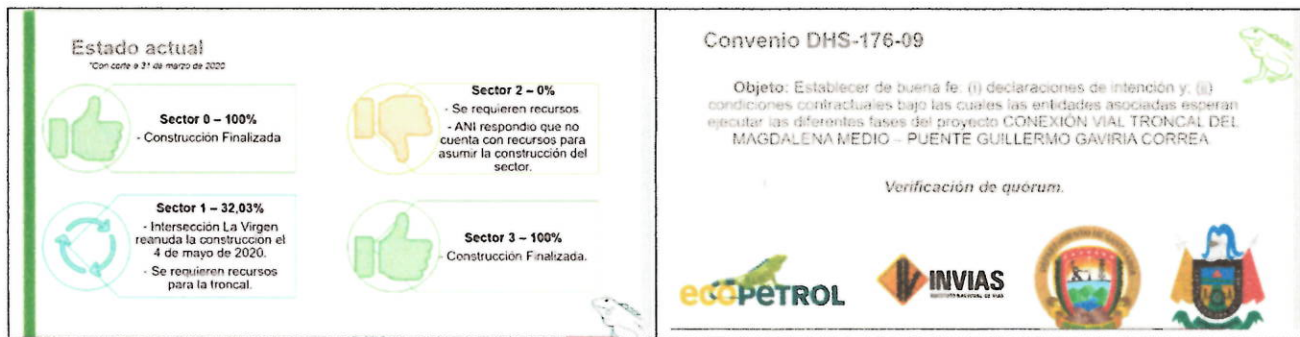 Estado actual
*Con corte a 31 de marzo de 2020
Sector 0 – 100%
- Construcción Finalizada
Sector 2 – 0%
- Se requieren recursos
- ANI respondio que no
cuenta con recursos para
asumir la construcción del
sector.
Sector 1 – 32,03%
- Intersección La Virgen
reanuda la construccion el
4 de mayo de 2020.
- Se requieren recursos
para la troncal.
Sector 3 – 100%
- Construcción Finalizada.
Convenio DHS-176-09
Objeto: Establecer de buena fe: (i) declaraciones de intención y; (ii)
condiciones contractuales bajo las cuales las entidades asociadas esperan
ejecutar las diferentes fases del proyecto CONEXIÓN VIAL TRONCAL DEL
MAGDALENA MEDIO – PUENTE GUILLERMO GAVIRIA CORREA
Verificación de quórum.
ecopetrol
INVIAS
INSTITUTO NACIONAL DE VÍAS